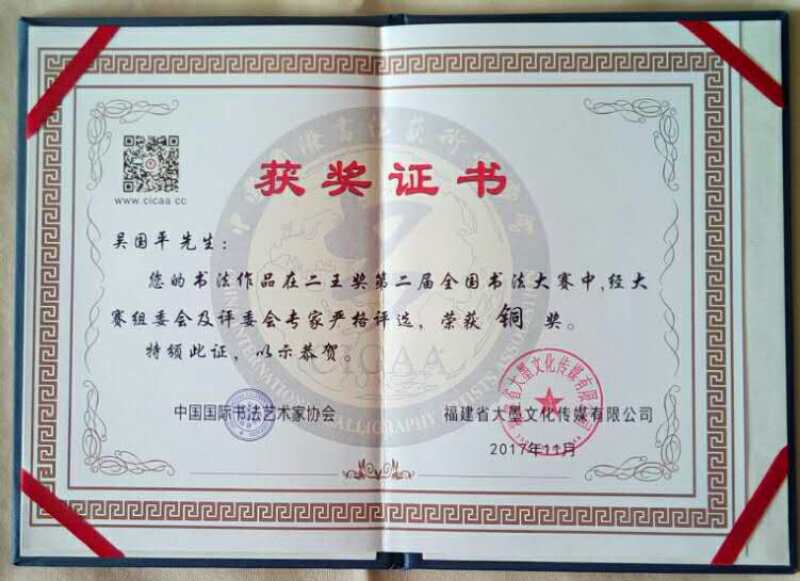 获奖证书
www.cicaa.cc
吴国平先生：
您的书法作品在二王奖第二届全国书法大赛中,经大
赛组委会及评委会专家严格评选，荣获 铜 奖。
特颁此证，以示恭贺。
CICAA
中国国际书法艺术家协会
福建省大墨文化传媒有限公司
2017年11月